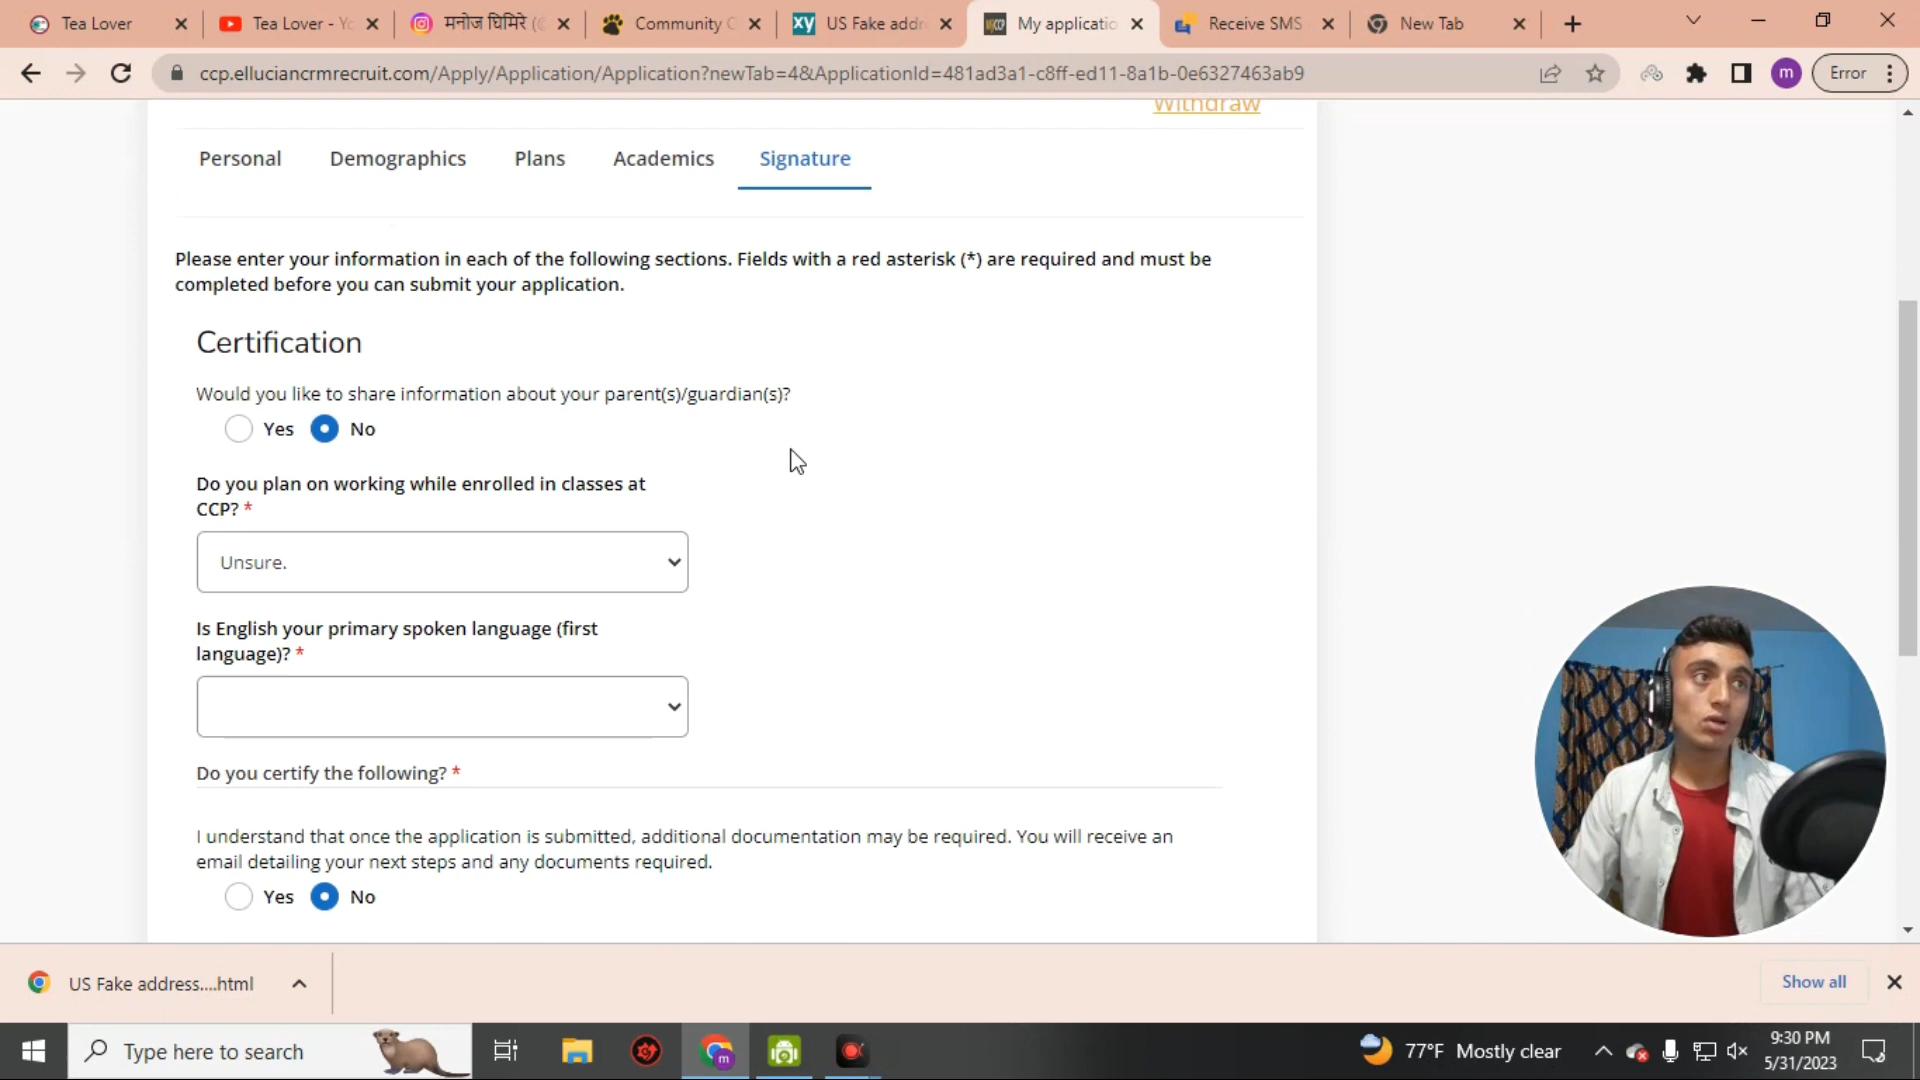 Tea Lover
Tea Lover - Yo
मनोज घिमिरे (@
Community C
US Fake addr
My applicatio
Receive SMS
New Tab
ccp.elluciancrmrecruit.com/Apply/Application/Application?newTab=4&ApplicationId=481ad3a1-c8ff-ed11-8a1b-0e6327463ab9
m
Error
Withdraw
Personal
Demographics
Plans
Academics
Signature
Please enter your information in each of the following sections. Fields with a red asterisk (*) are required and must be
completed before you can submit your application.
Certification
Would you like to share information about your parent(s)/guardian(s)?
Yes
No
Do you plan on working while enrolled in classes at
CCP? *
Unsure.
Is English your primary spoken language (first
language)? *
Do you certify the following? *
I understand that once the application is submitted, additional documentation may be required. You will receive an
email detailing your next steps and any documents required.
Yes
No
US Fake address....html
Show all
Type here to search
77°F Mostly clear
9:30 PM
5/31/2023